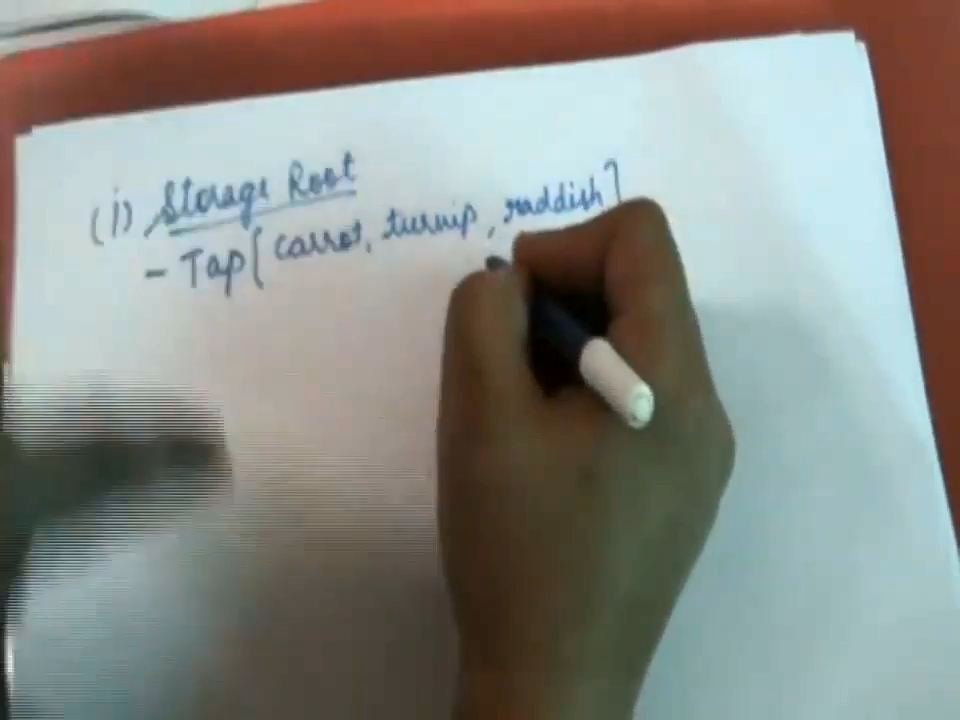 (i) Storage Root
- Tap [carrot, turnip, raddish]